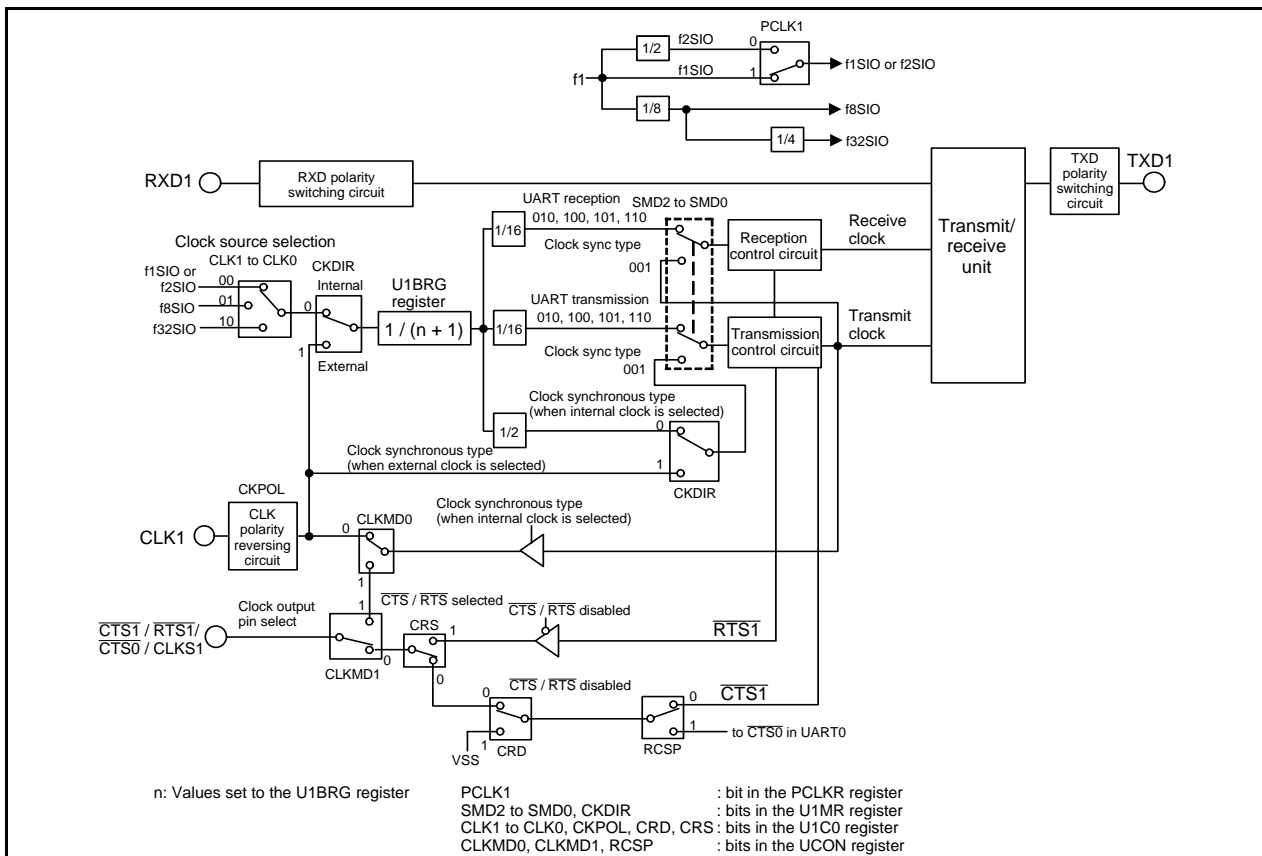 PCLK1
f2SIO
0
1/2
f1SIO
1
f1SIO or f2SIO
f1
1/8
f8SIO
1/4
f32SIO
RXD1
RXD polarity
switching circuit
TXD
polarity
switching
circuit
TXD1
UART reception
010, 100, 101, 110
SMD2 to SMD0
1/16
Clock sync type
001
Reception
control circuit
Receive
clock
Transmit/
receive
unit
Clock source selection
CLK1 to CLK0
f1SIO or
f2SIO
00
f8SIO
01
f32SIO
10
CKDIR
Internal
0
1
External
U1BRG
register
1 / (n + 1)
UART transmission
010, 100, 101, 110
1/16
Clock sync type
001
Transmission
control circuit
Transmit
clock
Clock synchronous type
(when internal clock is selected)
1/2
0
Clock synchronous type
(when external clock is selected)
1
CKDIR
CKPOL
CLK1
CLK
polarity
reversing
circuit
CLKMD0
0
1
Clock synchronous type
(when internal clock is selected)
Clock output
pin select
CTS1 / RTS1/
CTS0 / CLKS1
1
0
CLKMD1
CTS / RTS selected
CRS
1
0
CTS / RTS disabled
RTS1
CTS / RTS disabled
0
1
VSS
CRD
CTS1
0
1
RCSP
to CTS0 in UART0
n: Values set to the U1BRG register
PCLK1 : bit in the PCLKR register
SMD2 to SMD0, CKDIR : bits in the U1MR register
CLK1 to CLK0, CKPOL, CRD, CRS : bits in the U1C0 register
CLKMD0, CLKMD1, RCSP : bits in the UCON register